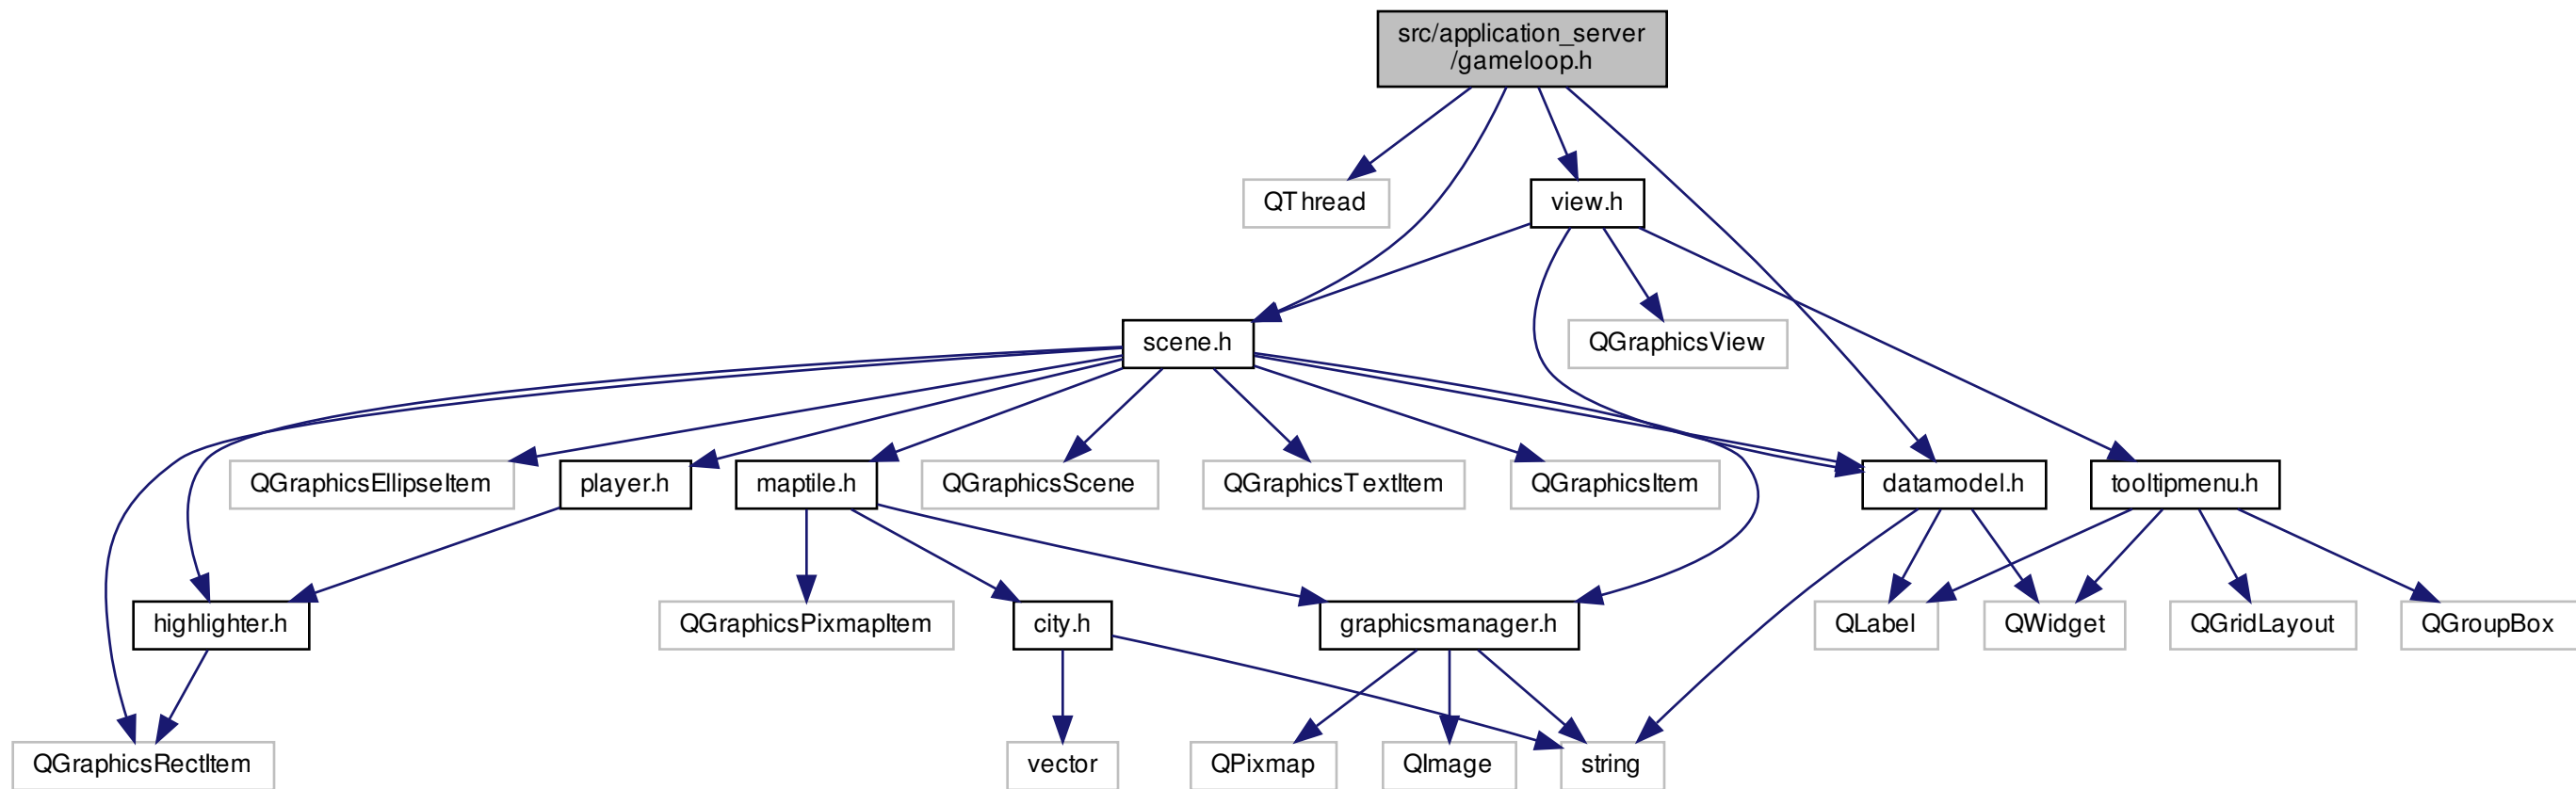 src/application_server
/gameloop.h
QThread
view.h
scene.h
QGraphicsView
QGraphicsEllipseItem
player.h
maptile.h
QGraphicsScene
QGraphicsTextItem
QGraphicsItem
datamodel.h
tooltipmenu.h
highlighter.h
QGraphicsPixmapItem
city.h
graphicsmanager.h
QLabel
QWidget
QGridLayout
QGroupBox
QGraphicsRectItem
vector
QPixmap
QImage
string